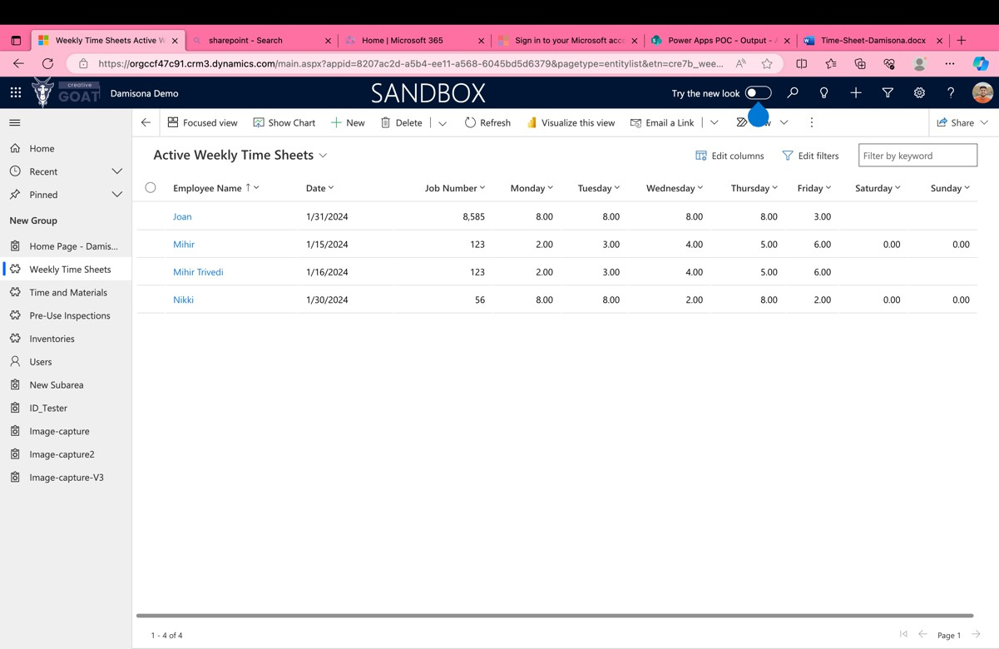 Weekly Time Sheets Active W
sharepoint - Search
Home | Microsoft 365
Sign in to your Microsoft acc
Power Apps POC - Output - A
Time-Sheet-Damisona.docx
https://orgccf47c91.crm3.dynamics.com/main.aspx?appid=8207ac2d-a5b4-ee11-a568-6045bd5d6379&pagetype=entitylist&etn=cre7b_wee...
creative
GOAT
Damisona Demo
SANDBOX
Try the new look
Focused view
Show Chart
New
Delete
Refresh
Visualize this view
Email a Link
Share
Home
Recent
Pinned
New Group
Home Page - Damis...
Weekly Time Sheets
Time and Materials
Pre-Use Inspections
Inventories
Users
New Subarea
ID_Tester
Image-capture
Image-capture2
Image-capture-V3
Active Weekly Time Sheets
Edit columns
Edit filters
Filter by keyword
Employee Name ↑ Date Job Number Monday Tuesday Wednesday Thursday Friday Saturday Sunday
Joan 1/31/2024 8,585 8.00 8.00 8.00 8.00 3.00
Mihir 1/15/2024 123 2.00 3.00 4.00 5.00 6.00 0.00 0.00
Mihir Trivedi 1/16/2024 123 2.00 3.00 4.00 5.00 6.00
Nikki 1/30/2024 56 8.00 8.00 2.00 8.00 2.00 0.00 0.00
1 - 4 of 4
Page 1